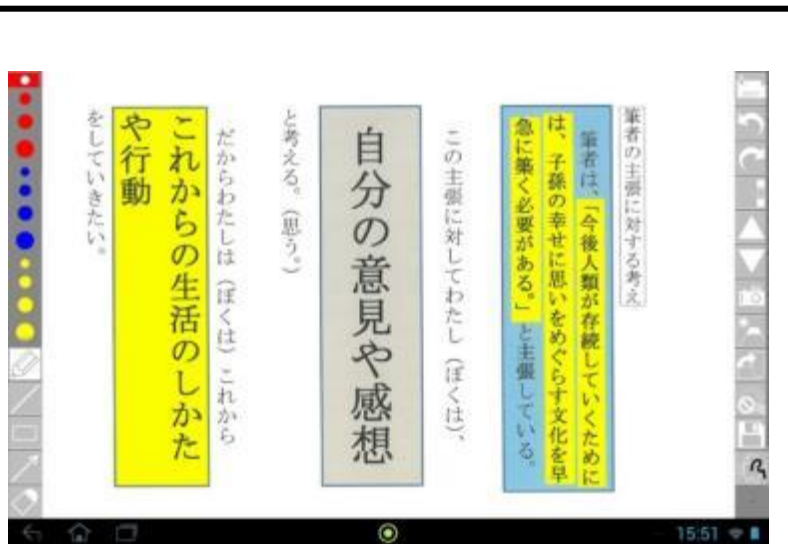 筆者の主張に対する考え
筆者は、「今後人類が存続していくために
は、子孫の幸せに思いをめぐらす文化を早
急に築く必要がある。」と主張している。
この主張に対してわたし（ぼくは）、
自分の意見や感想
と考える。（思う。）
だからわたしは（ぼくは）これから
これからの生活のしかた
や行動
をしていきたい。
15:51